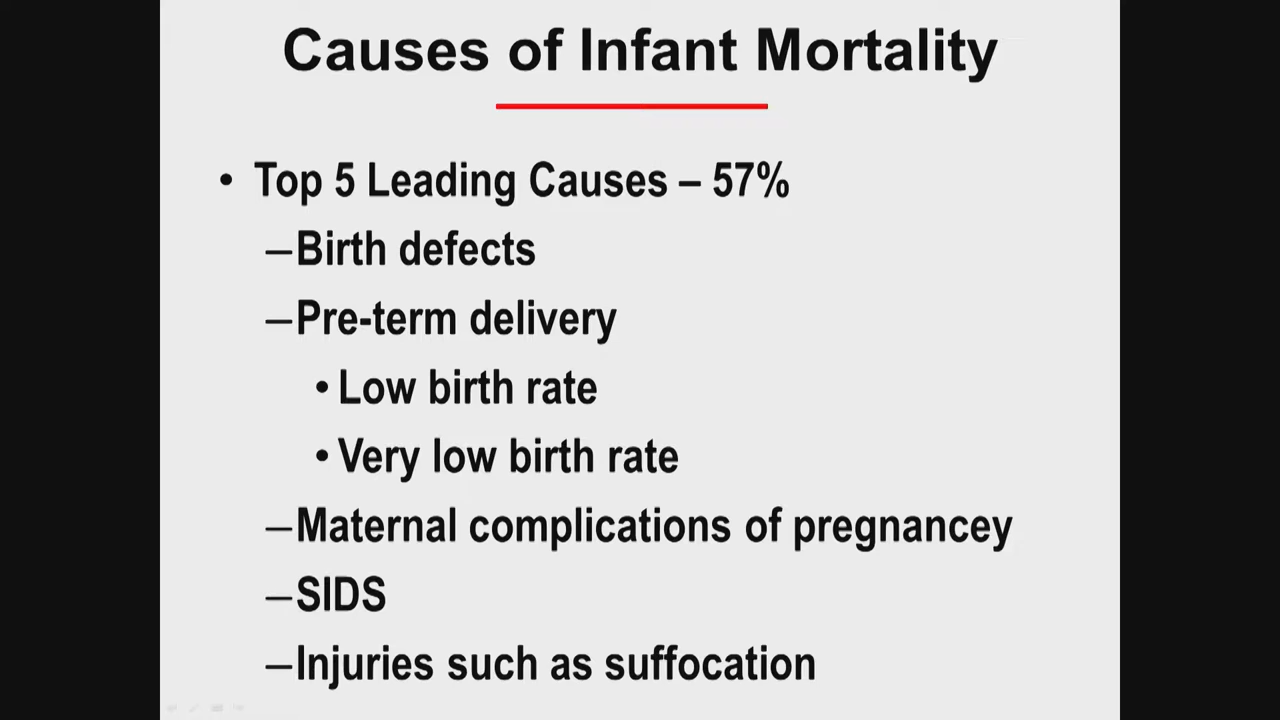 Causes of Infant Mortality
• Top 5 Leading Causes – 57%
–Birth defects
–Pre-term delivery
• Low birth rate
• Very low birth rate
–Maternal complications of pregnancey
–SIDS
–Injuries such as suffocation